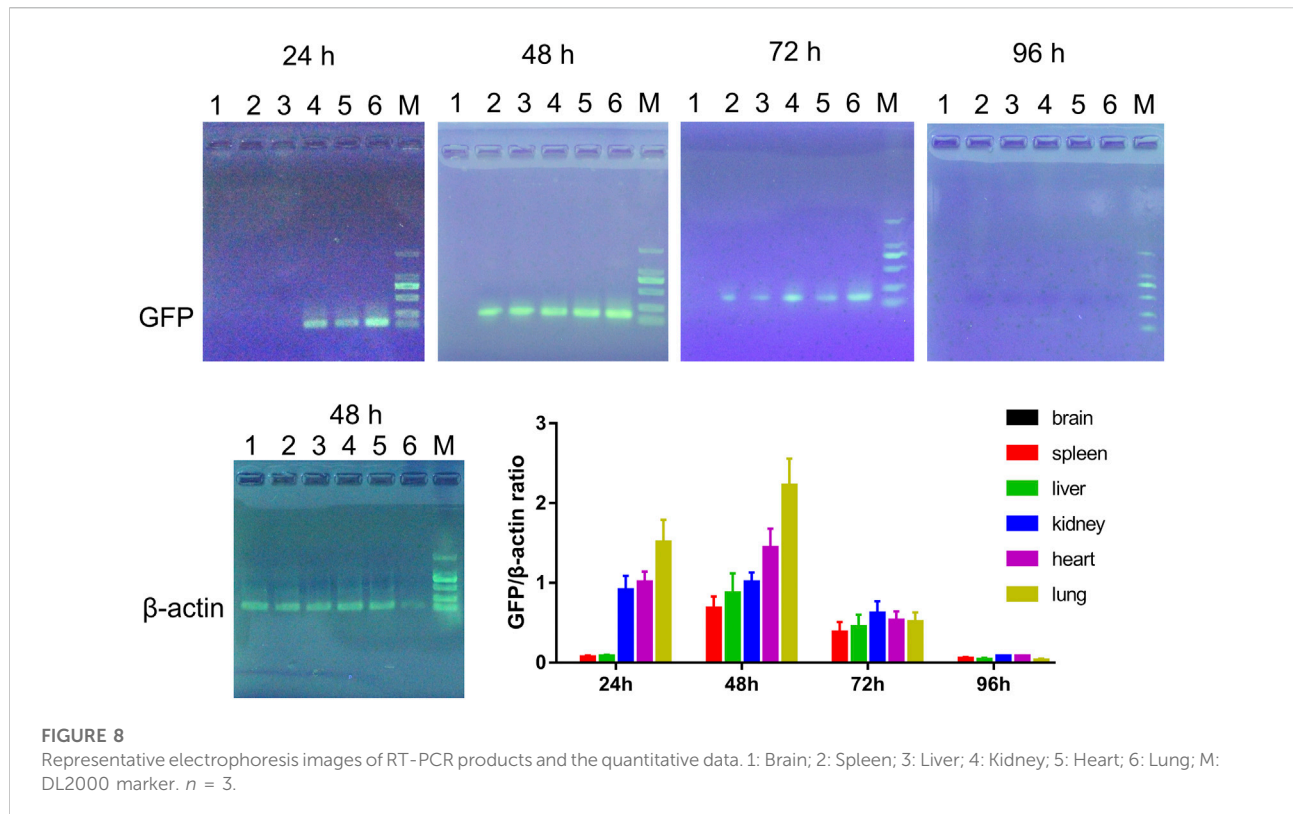 24 h
48 h
72 h
96 h
1 2 3 4 5 6 M
1 2 3 4 5 6 M
1 2 3 4 5 6 M
1 2 3 4 5 6 M
GFP
48 h
1 2 3 4 5 6 M
β-actin
GFP/β-actin ratio
3
2
1
0
24h
48h
72h
96h
brain
spleen
liver
kidney
heart
lung
FIGURE 8
Representative electrophoresis images of RT-PCR products and the quantitative data. 1: Brain; 2: Spleen; 3: Liver; 4: Kidney; 5: Heart; 6: Lung; M:
DL2000 marker. n = 3.